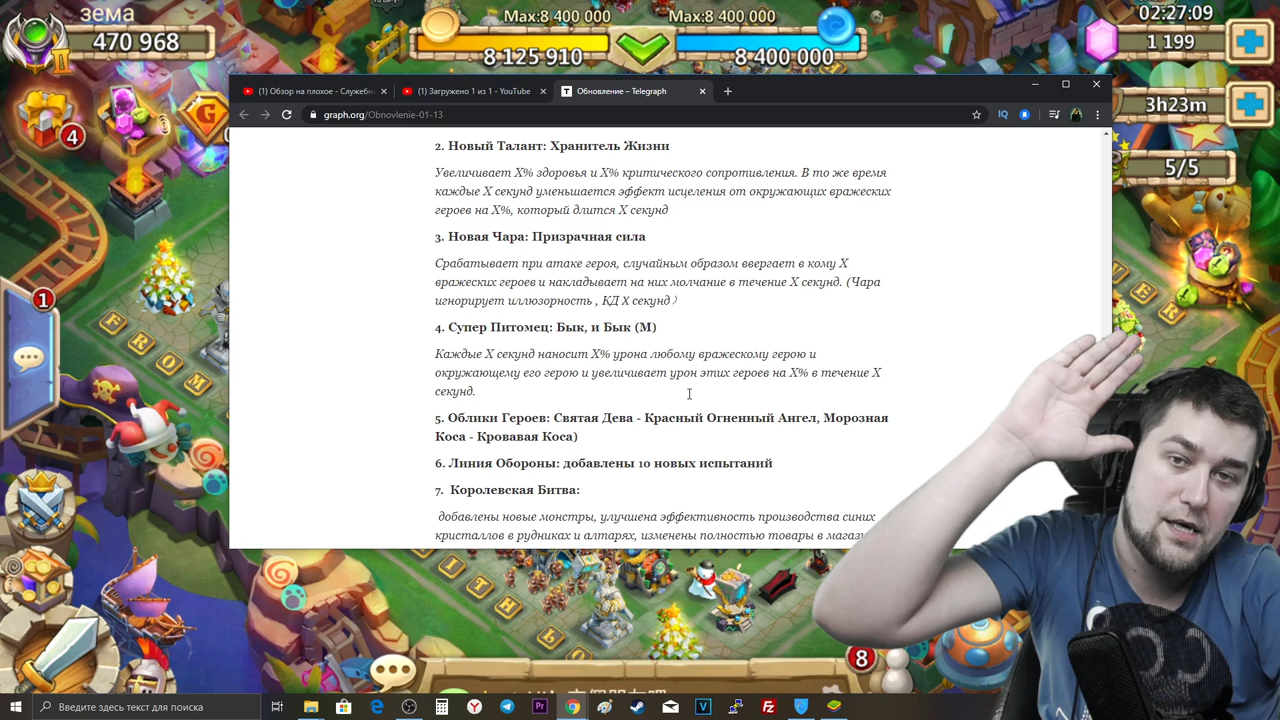 зема
470 968
Max:8 400 000
8 125 910
Max:8 400 000
8 400 000
02:27:09
1 199
3h23m
5/5
4
G
1
8
(1) Обзор на плохое - Служебн
(1) Загружено 1 из 1 - YouTube
Обновление – Telegraph
graph.org/Obnovlenie-01-13
2. Новый Талант: Хранитель Жизни
Увеличивает X% здоровья и X% критического сопротивления. В то же время
каждые X секунд уменьшается эффект исцеления от окружающих вражеских
героев на X%, который длится X секунд
3. Новая Чара: Призрачная сила
Срабатывает при атаке героя, случайным образом ввергает в кому X
вражеских героев и накладывает на них молчание в течение X секунд. (Чара
игнорирует иллюзорность , КД X секунд）
4. Супер Питомец: Бык, и Бык (М)
Каждые X секунд наносит X% урона любому вражескому герою и
окружающему его герою и увеличивает урон этих героев на X% в течение X
секунд.
5. Облики Героев: Святая Дева - Красный Огненный Ангел, Морозная
Коса - Кровавая Коса)
6. Линия Обороны: добавлены 10 новых испытаний
7. Королевская Битва:
добавлены новые монстры, улучшена эффективность производства синих
кристаллов в рудниках и алтарях, изменены полностью товары в магази
FROM
ITH
Введите здесь текст для поиска